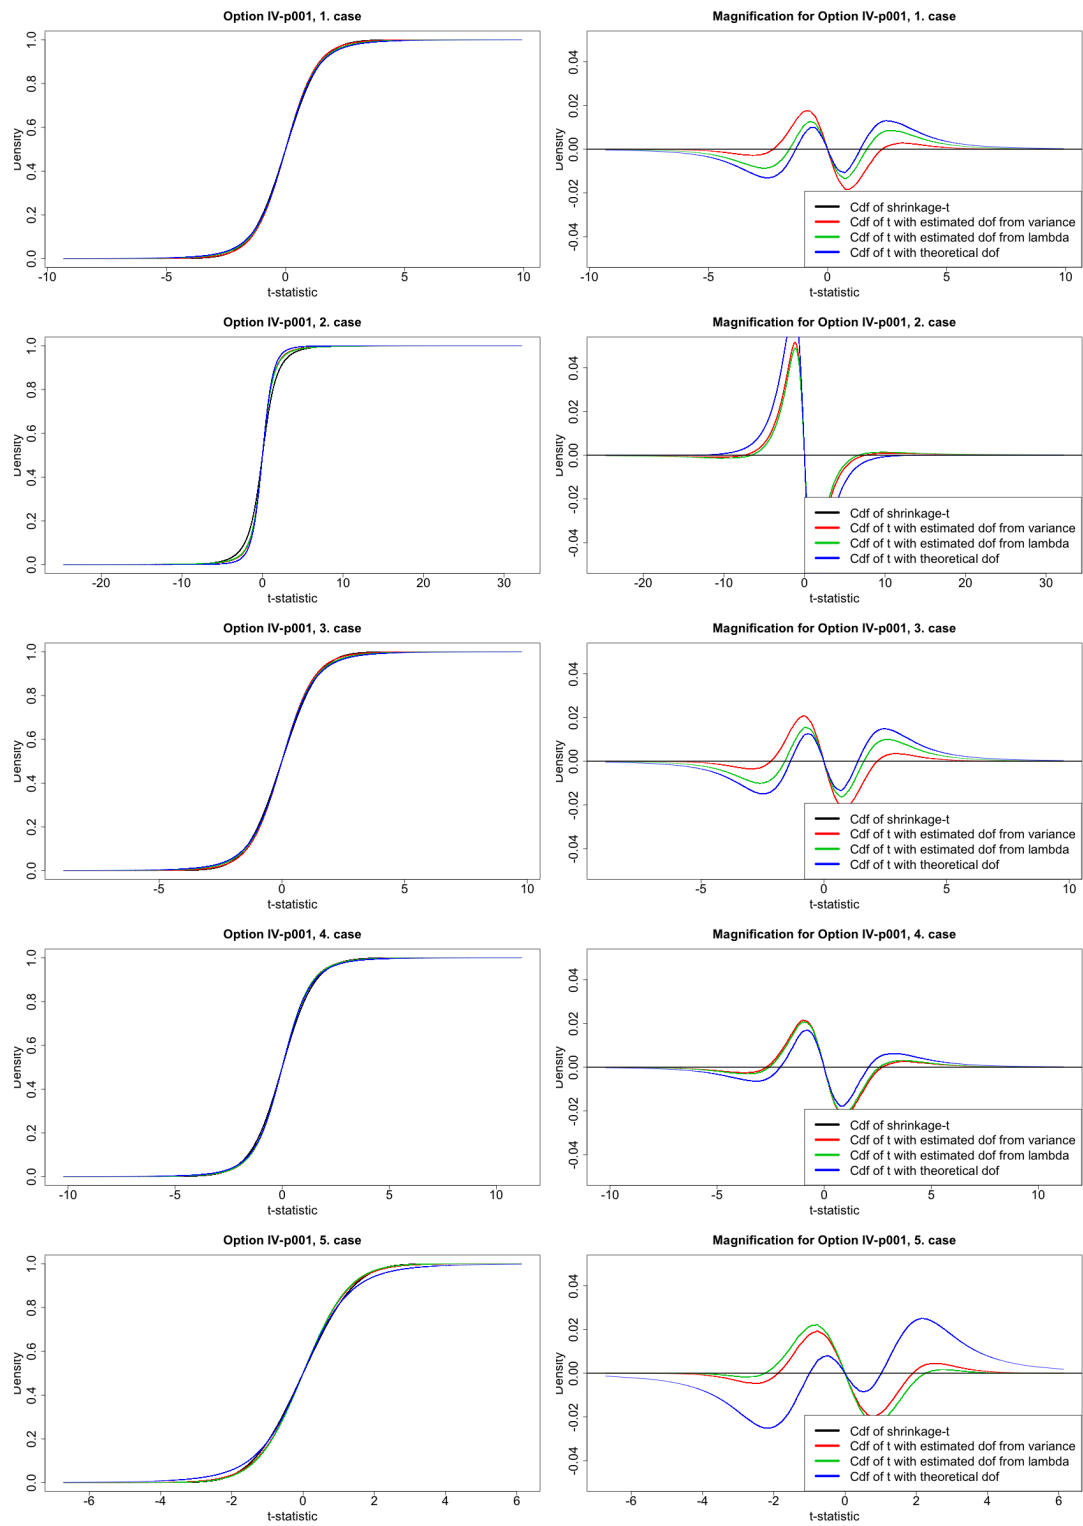 Option IV-p001, 1. case
Density
0.0 0.2 0.4 0.6 0.8 1.0
-10 -5 0 5 10
t-statistic
Magnification for Option IV-p001, 1. case
Density
-0.04 -0.02 0.00 0.02 0.04
Cdf of shrinkage-t
Cdf of t with estimated dof from variance
Cdf of t with estimated dof from lambda
Cdf of t with theoretical dof
-10 -5 0 5 10
t-statistic
Option IV-p001, 2. case
Density
0.0 0.2 0.4 0.6 0.8 1.0
-20 -10 0 10 20 30
t-statistic
Magnification for Option IV-p001, 2. case
Density
-0.04 -0.02 0.00 0.02 0.04
Cdf of shrinkage-t
Cdf of t with estimated dof from variance
Cdf of t with estimated dof from lambda
Cdf of t with theoretical dof
-20 -10 0 10 20 30
t-statistic
Option IV-p001, 3. case
Density
0.0 0.2 0.4 0.6 0.8 1.0
-5 0 5 10
t-statistic
Magnification for Option IV-p001, 3. case
Density
-0.04 -0.02 0.00 0.02 0.04
Cdf of shrinkage-t
Cdf of t with estimated dof from variance
Cdf of t with estimated dof from lambda
Cdf of t with theoretical dof
-5 0 5 10
t-statistic
Option IV-p001, 4. case
Density
0.0 0.2 0.4 0.6 0.8 1.0
-10 -5 0 5 10
t-statistic
Magnification for Option IV-p001, 4. case
Density
-0.04 -0.02 0.00 0.02 0.04
Cdf of shrinkage-t
Cdf of t with estimated dof from variance
Cdf of t with estimated dof from lambda
Cdf of t with theoretical dof
-10 -5 0 5 10
t-statistic
Option IV-p001, 5. case
Density
0.0 0.2 0.4 0.6 0.8 1.0
-6 -4 -2 0 2 4 6
t-statistic
Magnification for Option IV-p001, 5. case
Density
-0.04 -0.02 0.00 0.02 0.04
Cdf of shrinkage-t
Cdf of t with estimated dof from variance
Cdf of t with estimated dof from lambda
Cdf of t with theoretical dof
-6 -4 -2 0 2 4 6
t-statistic